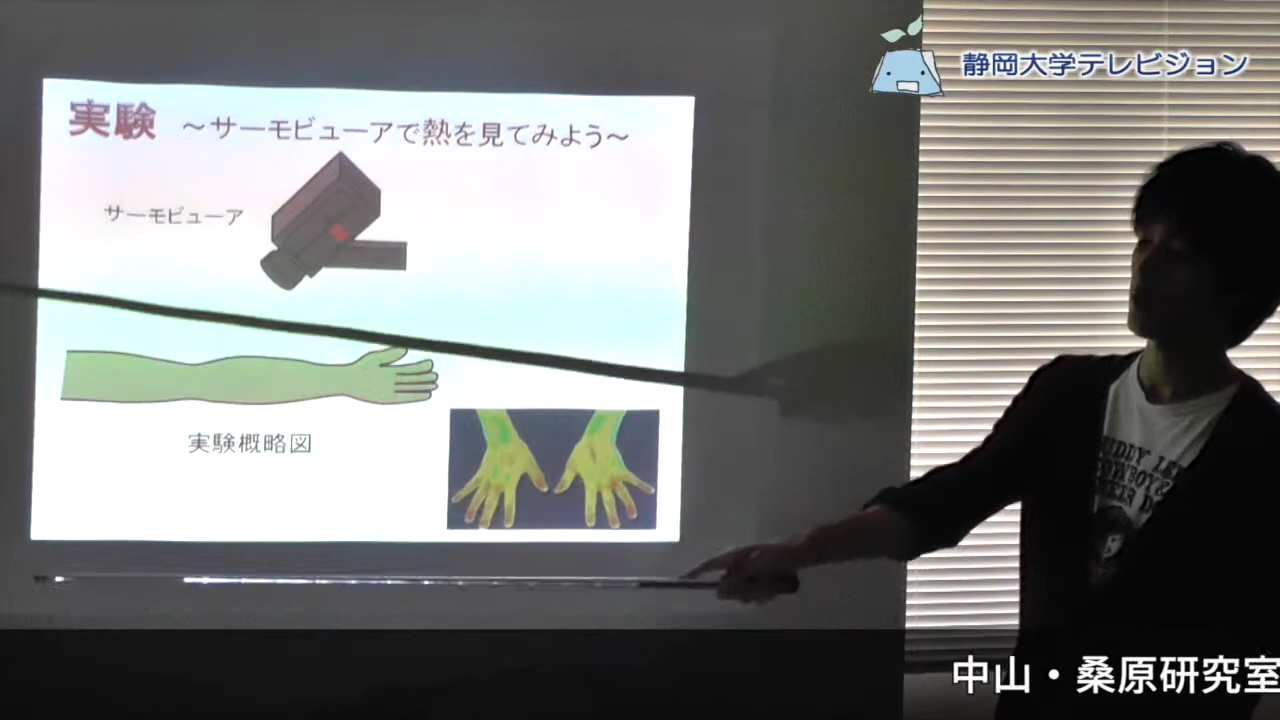 静岡大学テレビジョン
実験 ～サーモビューアで熱を見てみよう～
サーモビューア
実験概略図
中山・桑原研究室